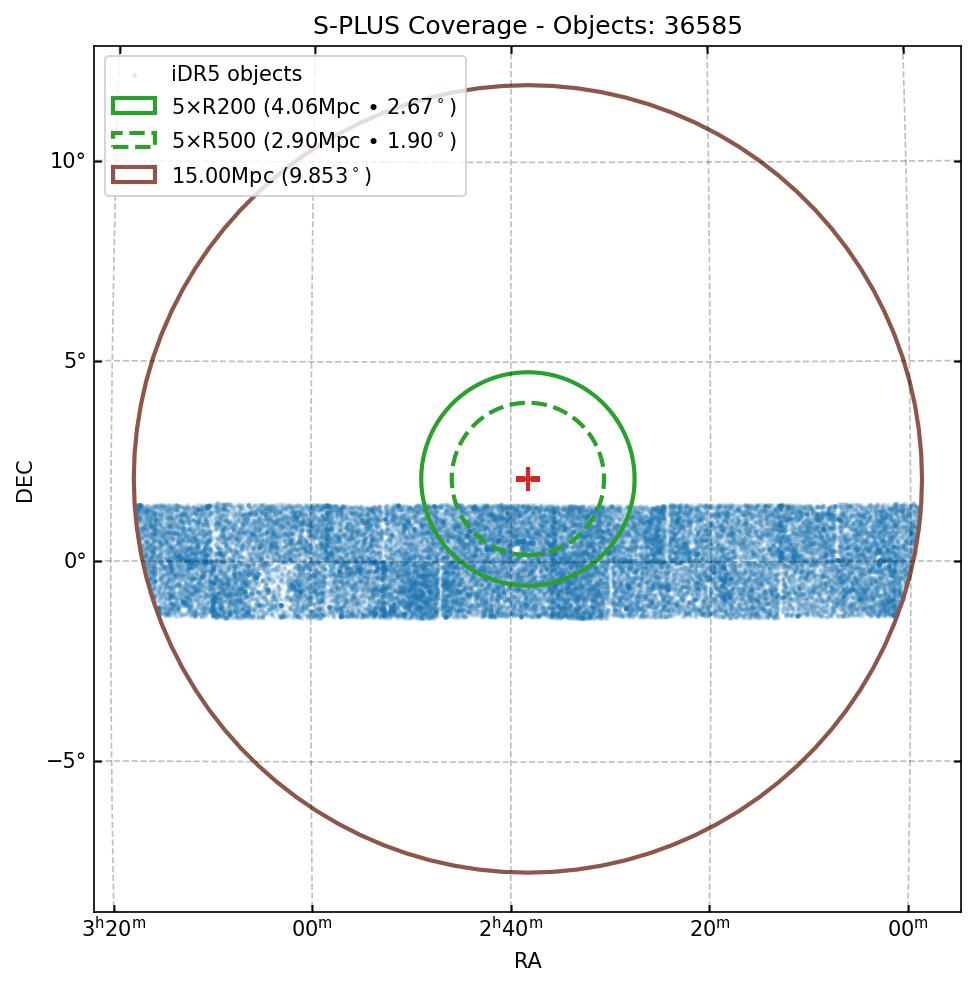 S-PLUS Coverage - Objects: 36585
iDR5 objects
5×R200 (4.06Mpc • 2.67°)
5×R500 (2.90Mpc • 1.90°)
15.00Mpc (9.853°)
10°
5°
0°
−5°
DEC
3ʰ20ᵐ 00ᵐ 2ʰ40ᵐ 20ᵐ 00ᵐ
RA